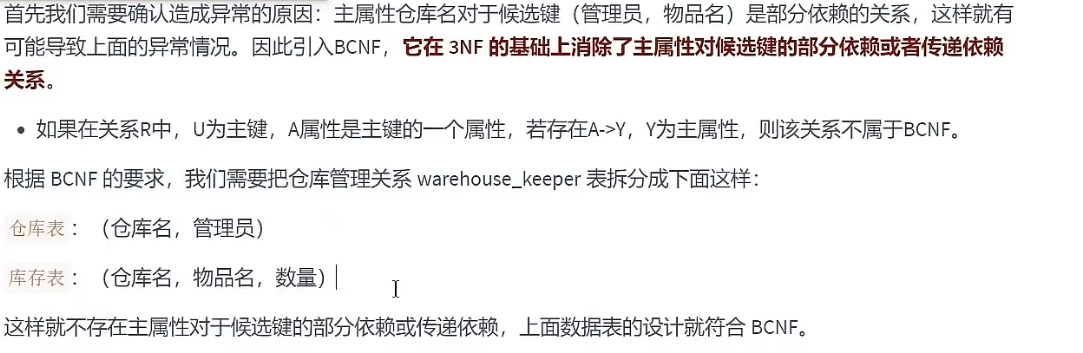 首先我们需要确认造成异常的原因：主属性仓库名对于候选键（管理员，物品名）是部分依赖的关系，这样就有
可能导致上面的异常情况。因此引入BCNF，它在 3NF 的基础上消除了主属性对候选键的部分依赖或者传递依赖
关系。
• 如果在关系R中，U为主键，A属性是主键的一个属性，若存在A->Y，Y为主属性，则该关系不属于BCNF。
根据 BCNF 的要求，我们需要把仓库管理关系 warehouse_keeper 表拆分成下面这样：
仓库表 ：（仓库名，管理员）
库存表 ：（仓库名，物品名，数量）
这样就不存在主属性对于候选键的部分依赖或传递依赖，上面数据表的设计就符合 BCNF。